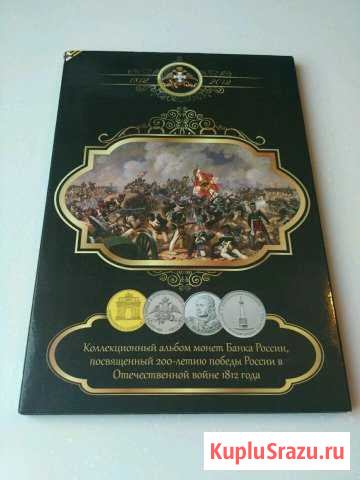 1812 2012
Коллекционный альбом монет Банка России,
посвященный 200-летию победы России в
Отечественной войне 1812 года
KupluSrazu.ru